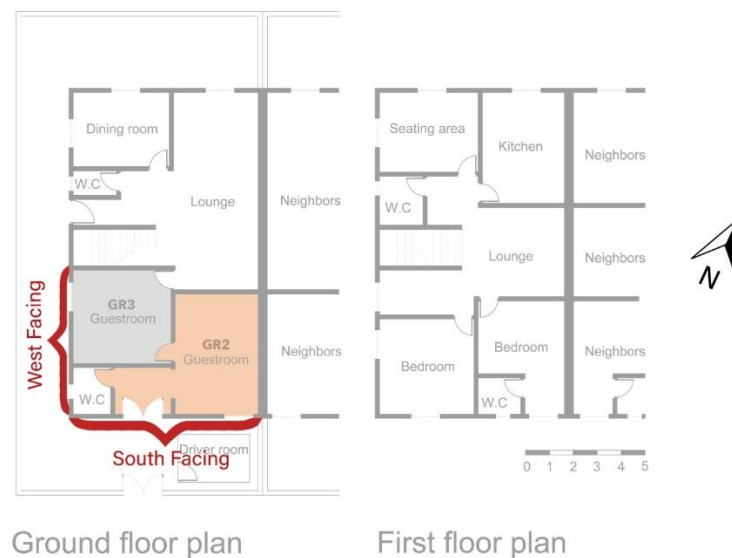 Dining room
W.C
Lounge
Neighbors
GR3
Guestroom
GR2
Guestroom
Neighbors
W.C
West Facing
South Facing
Driver room
Ground floor plan
Seating area
Kitchen
Neighbors
W.C
Lounge
Neighbors
Bedroom
Bedroom
Neighbors
W.C
0 1 2 3 4 5
First floor plan
N